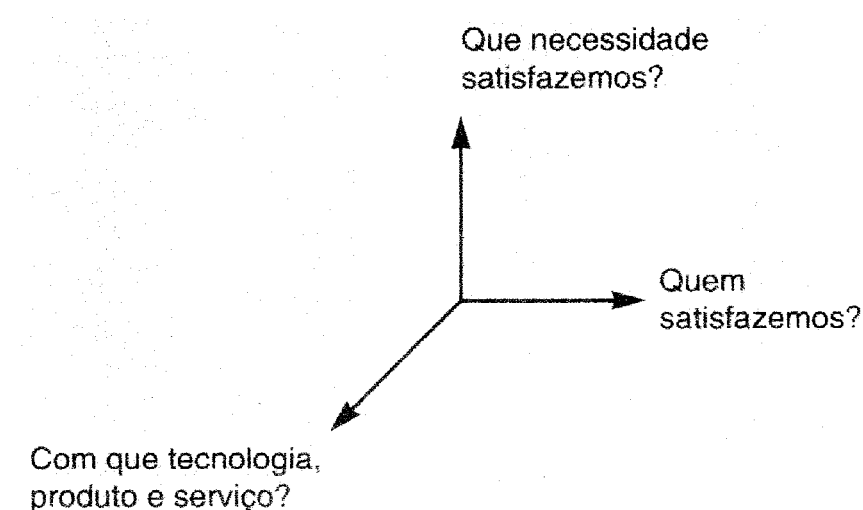 Que necessidade
satisfazemos?
Quem
satisfazemos?
Com que tecnologia,
produto e serviço?